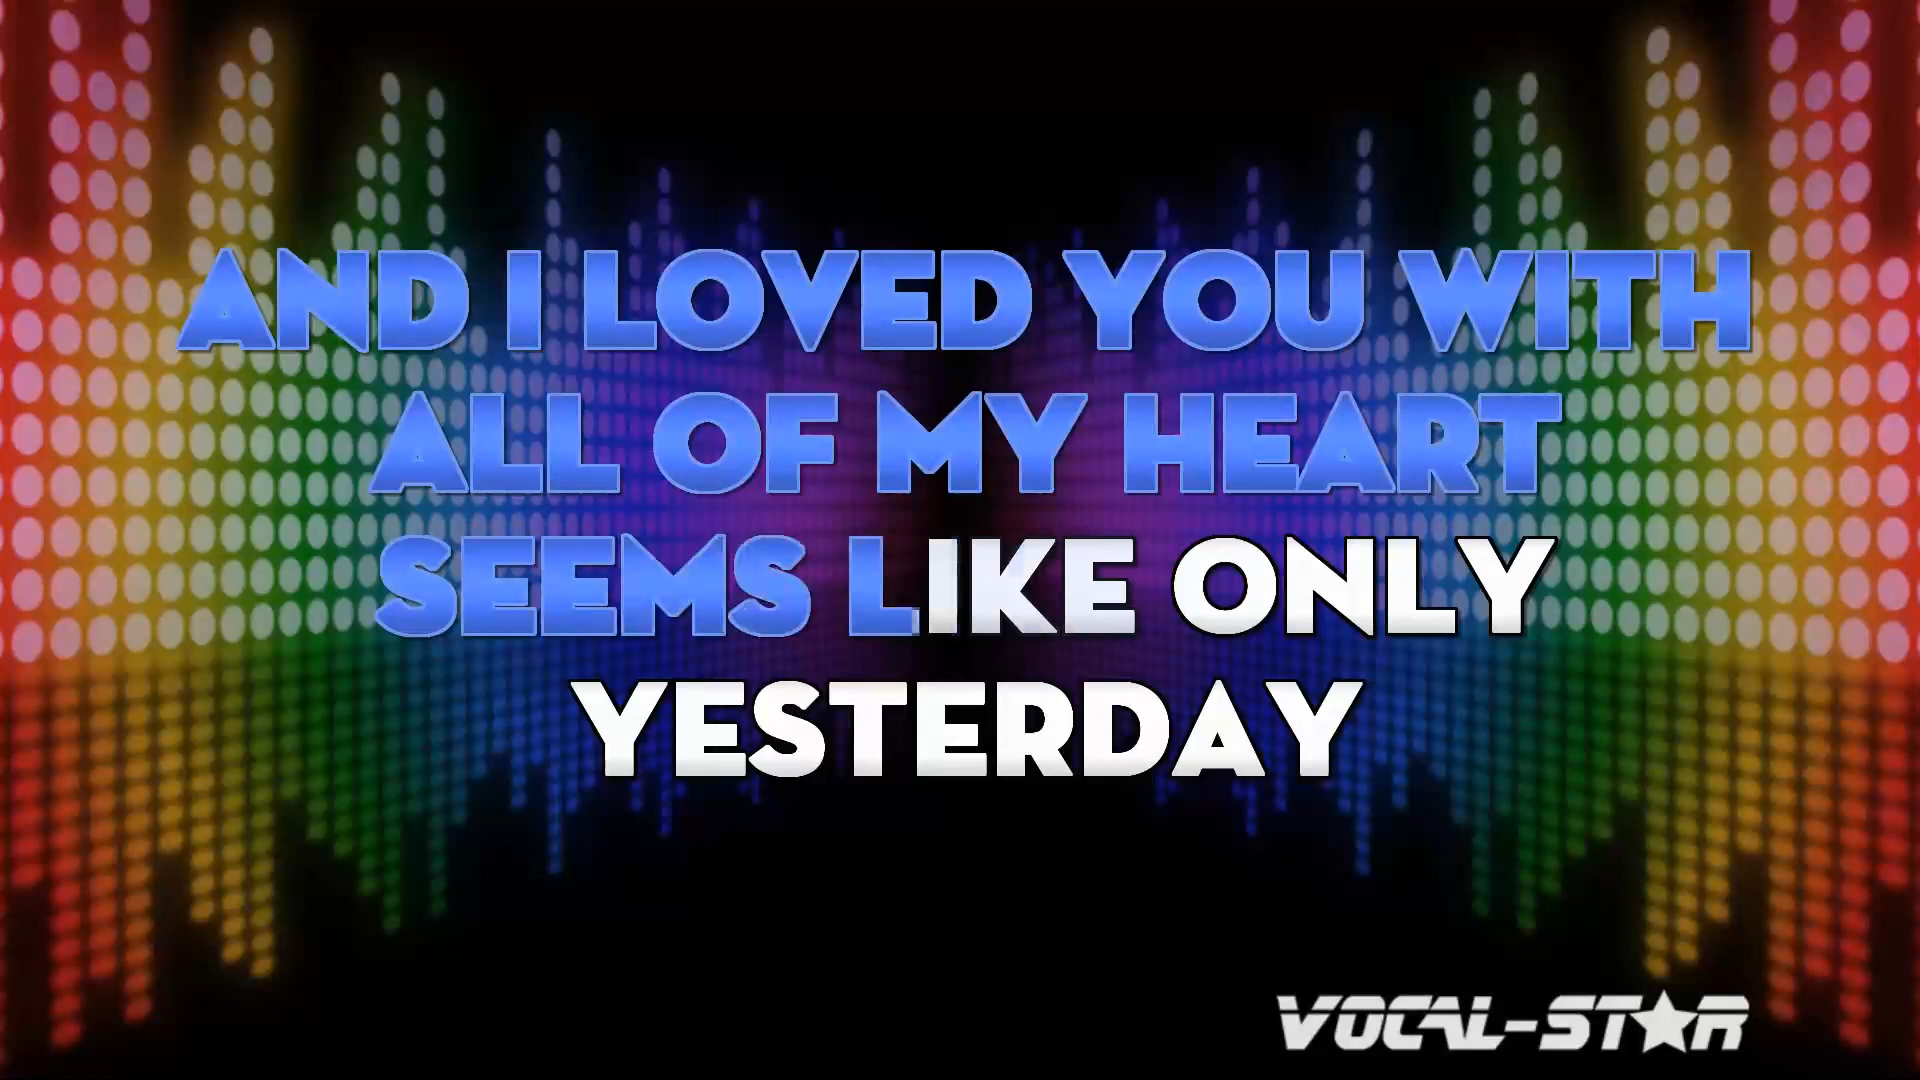 AND I LOVED YOU WITH
ALL OF MY HEART
SEEMS LIKE ONLY
YESTERDAY
VOCAL-STAR